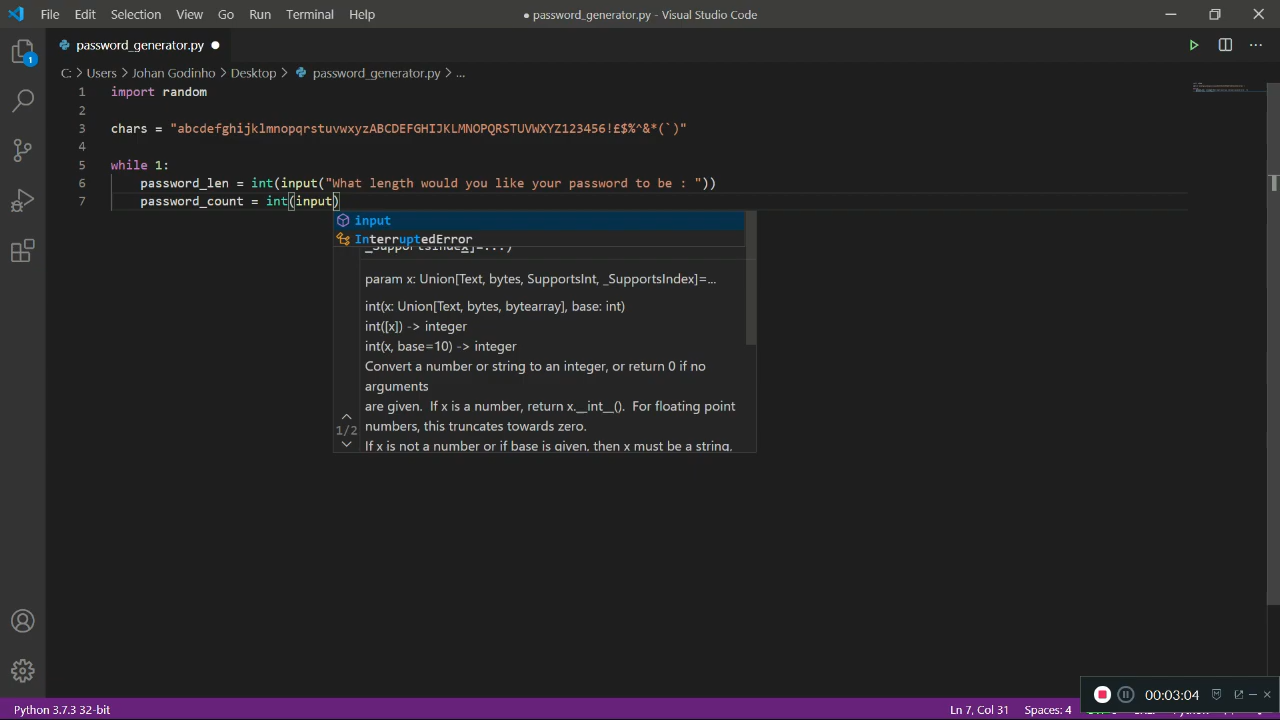 File Edit Selection View Go Run Terminal Help
● password_generator.py - Visual Studio Code
password_generator.py ●
C: > Users > Johan Godinho > Desktop > password_generator.py > ...
1 import random
2
3 chars = "abcdefghijklmnopqrstuvwxyzABCDEFGHIJKLMNOPQRSTUVWXYZ123456!£$%^&*(`)"
4
5 while 1:
6 password_len = int(input("What length would you like your password to be : "))
7 password_count = int(input)
input
InterruptedError
_SupportsIndex]=...)
param x: Union[Text, bytes, SupportsInt, _SupportsIndex]=...
int(x: Union[Text, bytes, bytearray], base: int)
int([x]) -> integer
int(x, base=10) -> integer
Convert a number or string to an integer, or return 0 if no
arguments
are given.  If x is a number, return x.__int__().  For floating point
1/2
numbers, this truncates towards zero.
If x is not a number or if base is given, then x must be a string,
1
00:03:04
Python 3.7.3 32-bit
Ln 7, Col 31 Spaces: 4